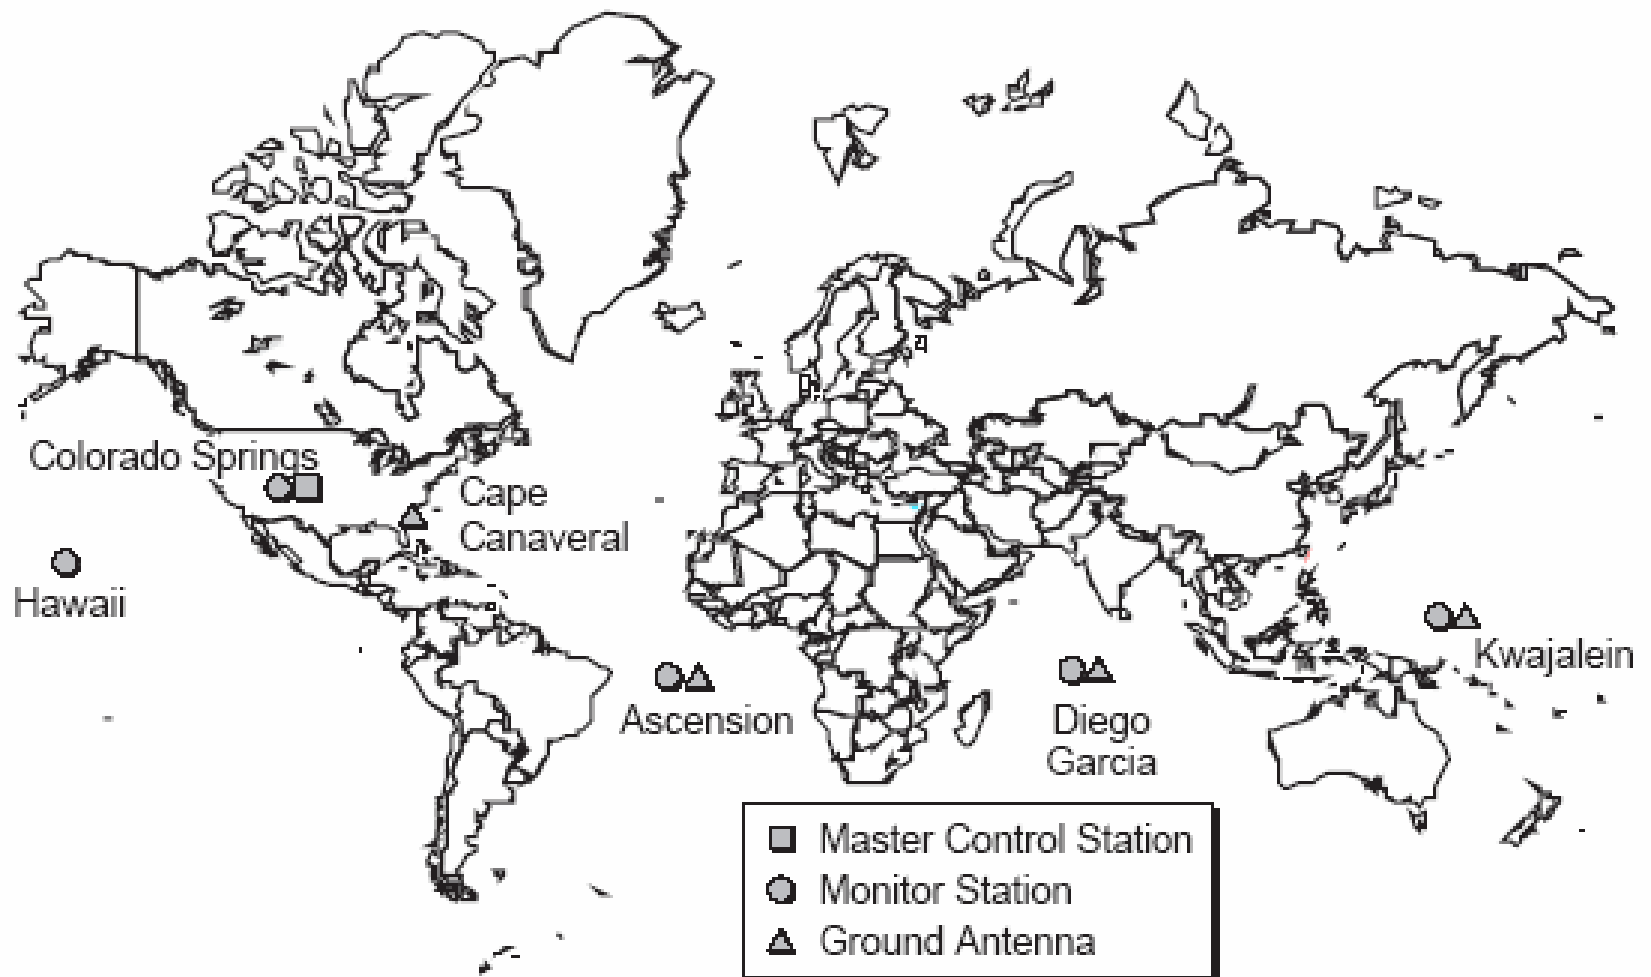 Colorado Springs
Cape
Canaveral
Hawaii
Kwajalein
Ascension
Diego
Garcia
Master Control Station
Monitor Station
Ground Antenna